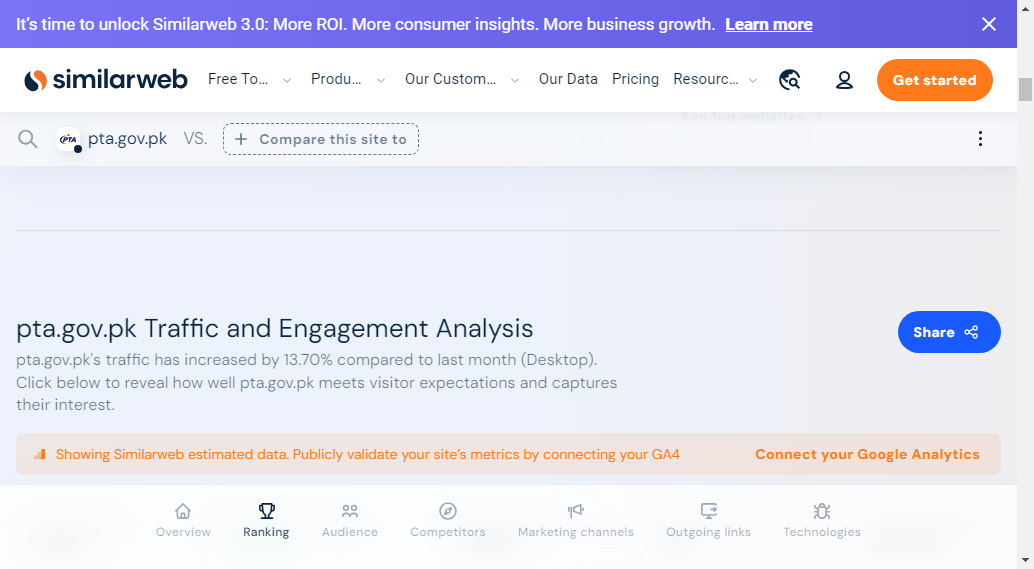 It's time to unlock Similarweb 3.0: More ROI. More consumer insights. More business growth. Learn more
similarweb Free To... Produ... Our Custom... Our Data Pricing Resourc... Get started
See top websites →
PTA pta.gov.pk VS. + Compare this site to
pta.gov.pk Traffic and Engagement Analysis
Share
pta.gov.pk's traffic has increased by 13.70% compared to last month (Desktop).
Click below to reveal how well pta.gov.pk meets visitor expectations and captures
their interest.
Showing Similarweb estimated data. Publicly validate your site's metrics by connecting your GA4 Connect your Google Analytics
Overview Ranking Audience Competitors Marketing channels Outgoing links Technologies